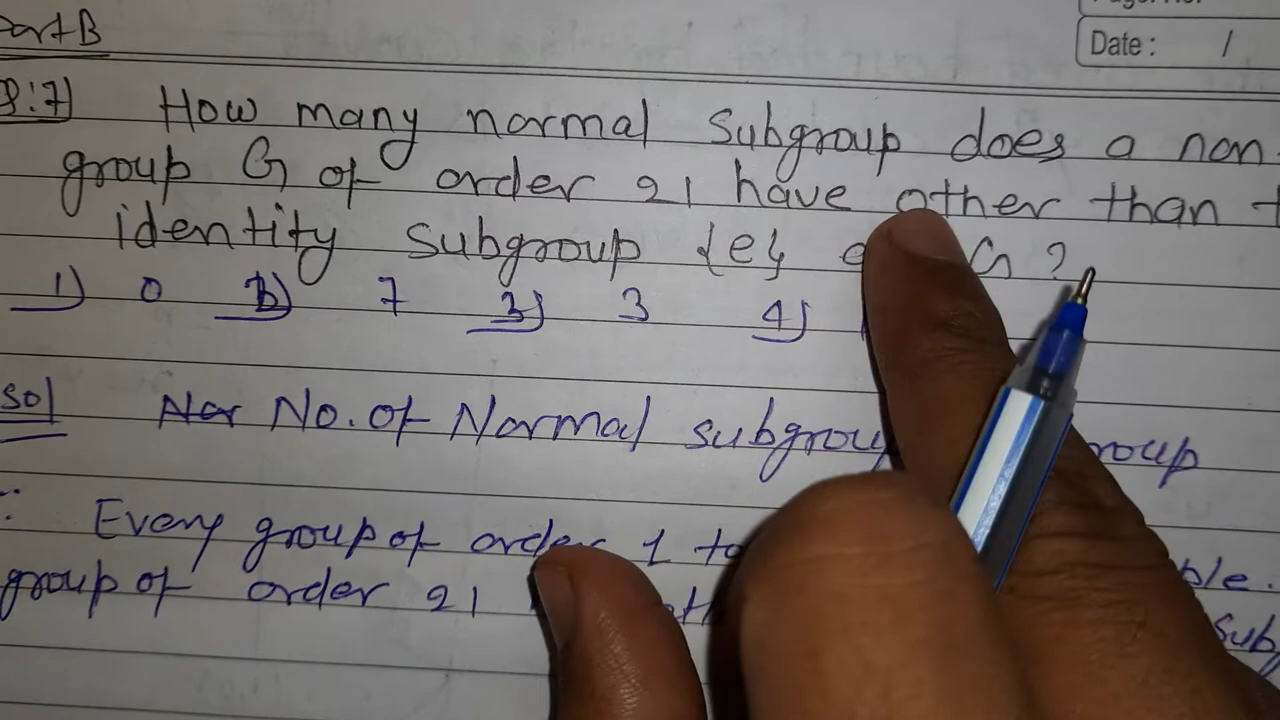 Part B
Date: /
How many normal subgroup does a non
group G of order 21 have other than
identity subgroup {e} G ?
1) 0 b) 7 3) 3 4)
Sol No. of Normal subgroup
∵ Every group of order 1 to
group of order 21 sub